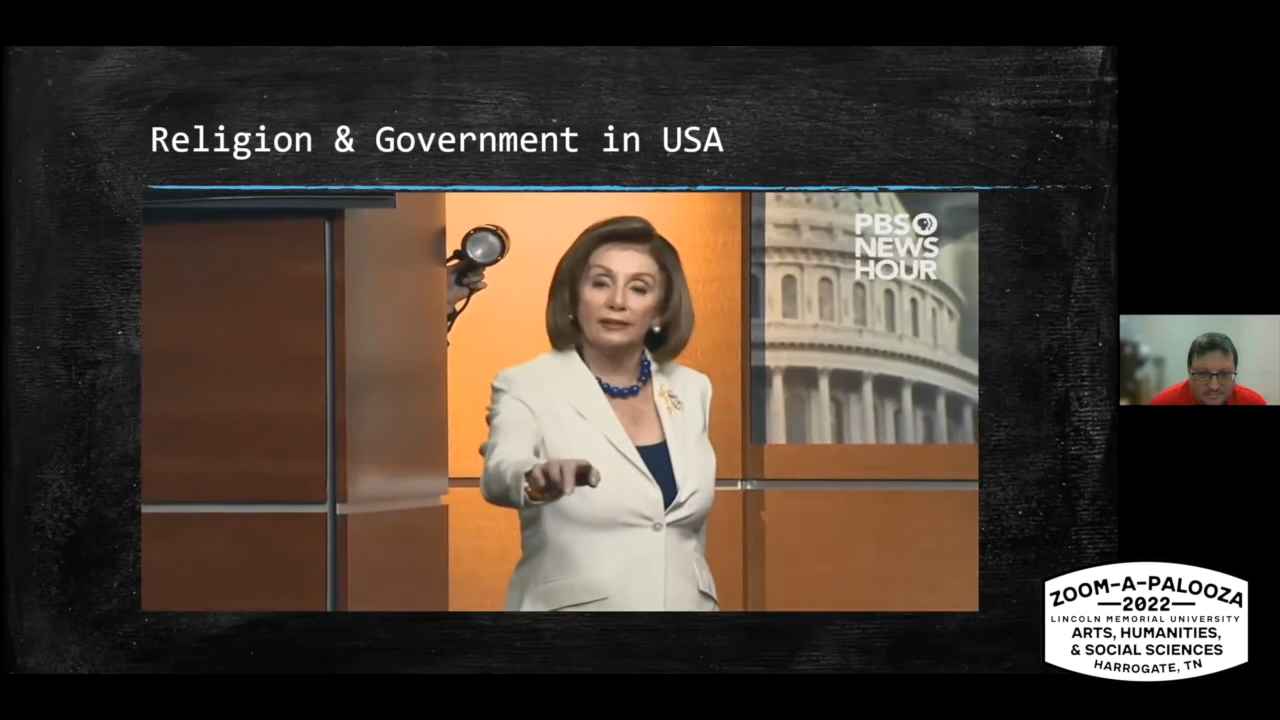 Religion & Government in USA
PBS
NEWS
HOUR
ZOOM-A-PALOOZA
—2022—
LINCOLN MEMORIAL UNIVERSITY
ARTS, HUMANITIES,
& SOCIAL SCIENCES
HARROGATE, TN